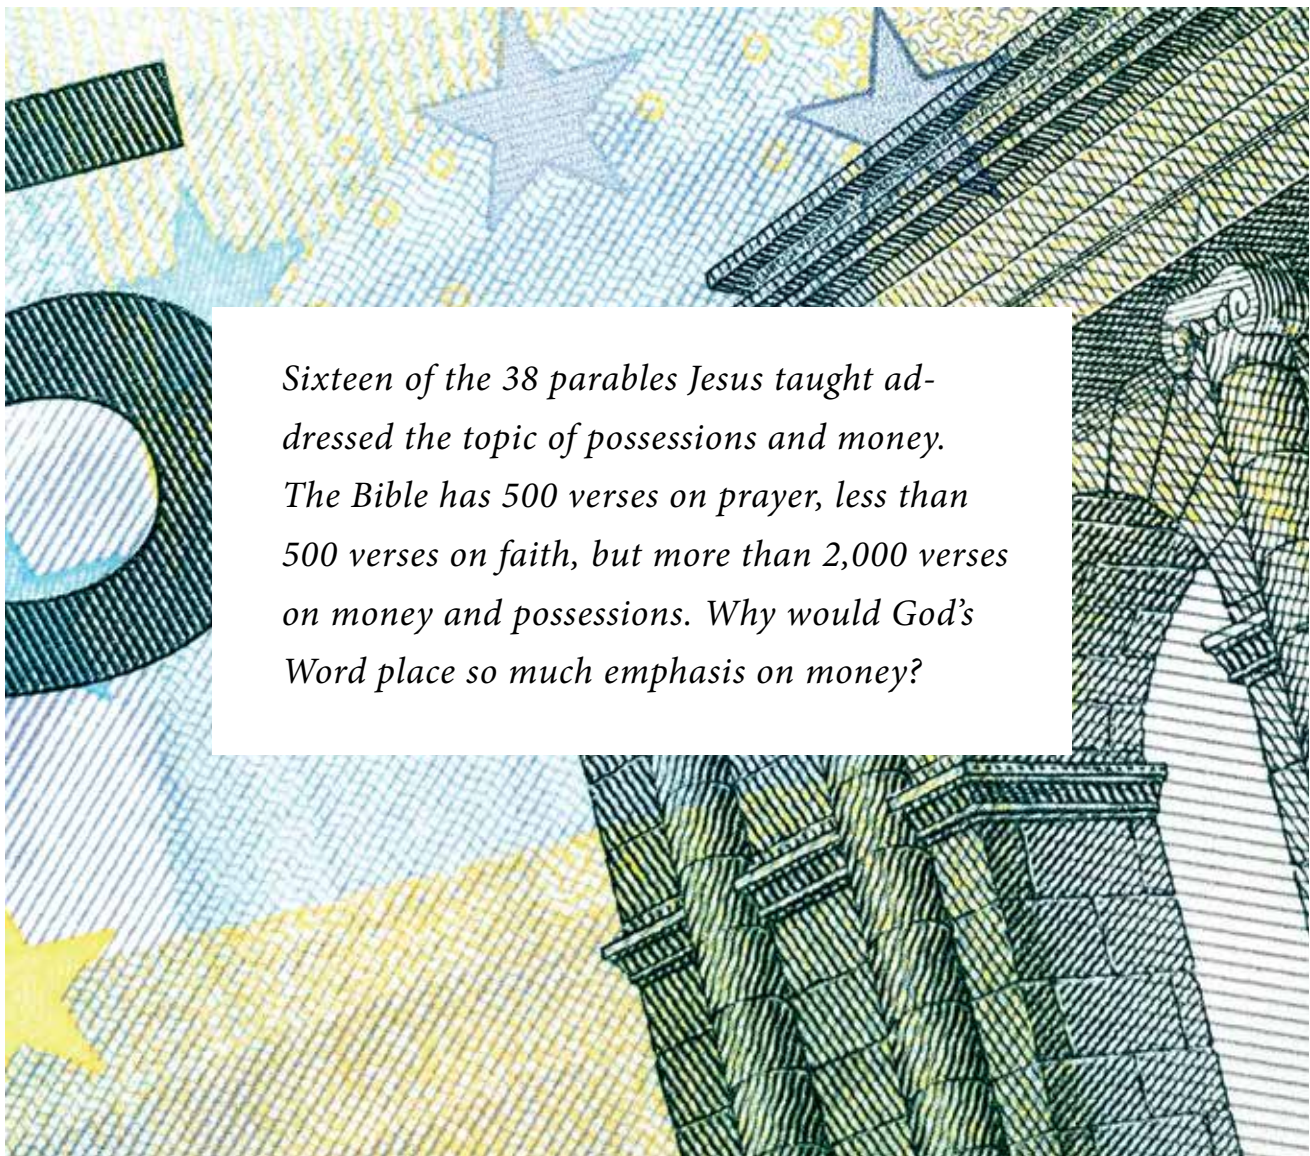 Sixteen of the 38 parables Jesus taught ad-
dressed the topic of possessions and money.
The Bible has 500 verses on prayer, less than
500 verses on faith, but more than 2,000 verses
on money and possessions. Why would God’s
Word place so much emphasis on money?